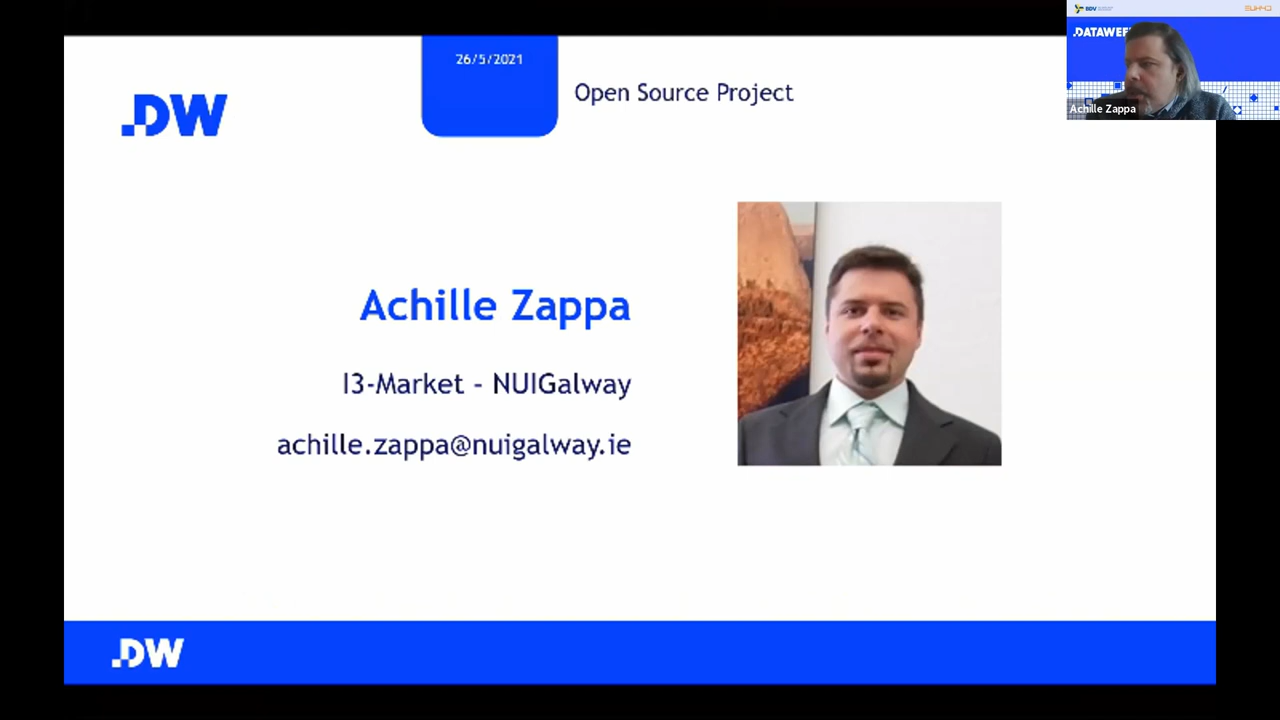 26/5/2021
Open Source Project
.DW
Achille Zappa
I3-Market - NUIGalway
achille.zappa@nuigalway.ie
.DW
BDV
.DATAWEE
Achille Zappa